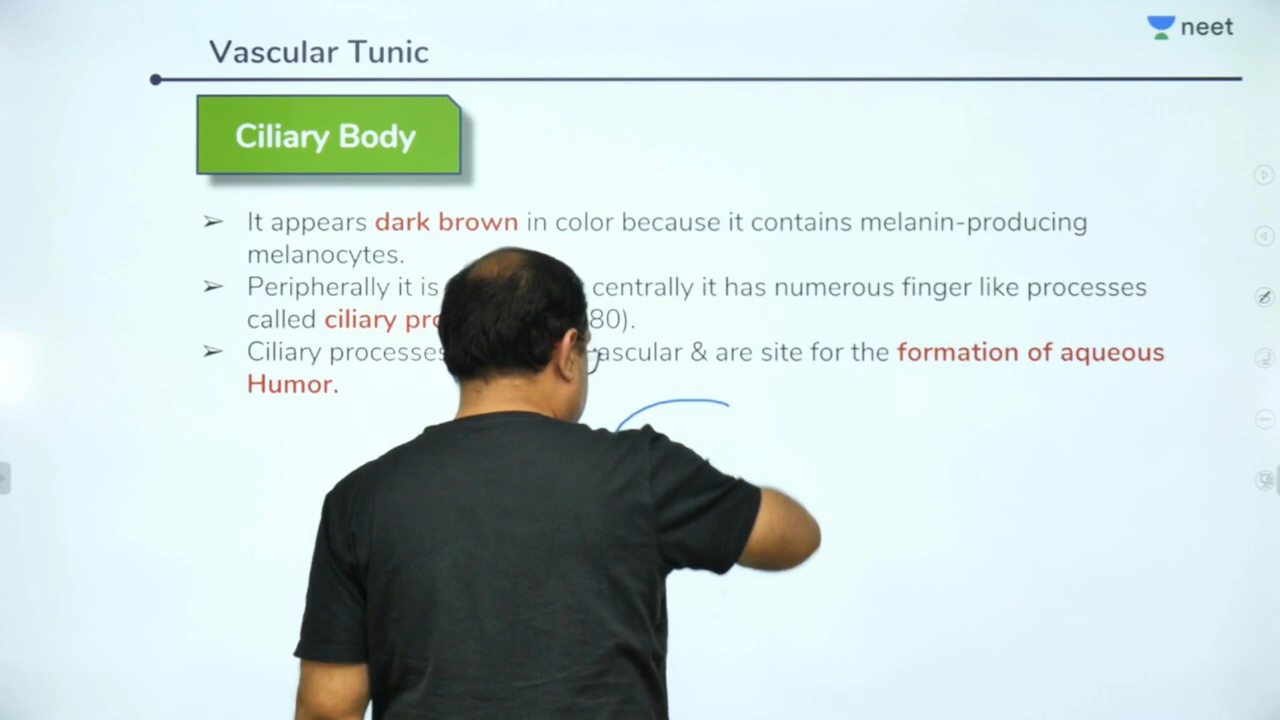 neet
Vascular Tunic
Ciliary Body
➢ It appears dark brown in color because it contains melanin-producing
melanocytes.
➢ Peripherally it is centrally it has numerous finger like processes
called ciliary 80).
➢ Ciliary processes & are site for the formation of aqueous
Humor.